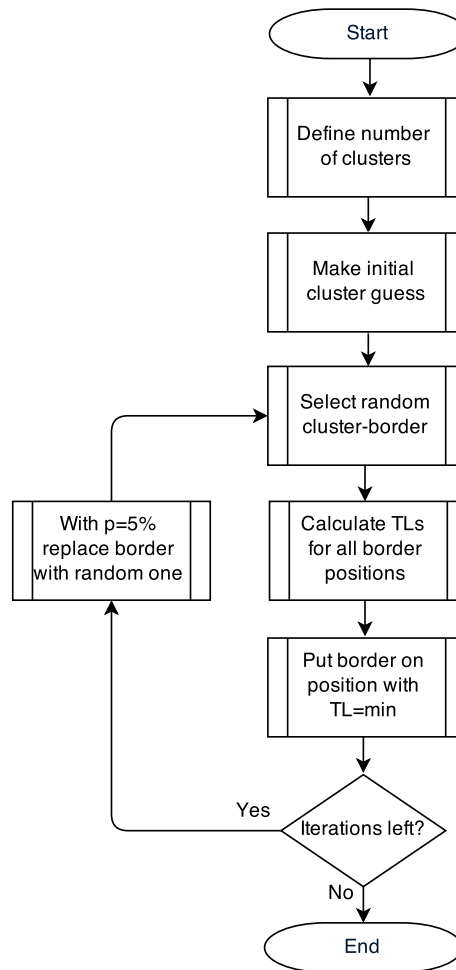 Start
Define number
of clusters
Make initial
cluster guess
Select random
cluster-border
With p=5%
replace border
with random one
Calculate TLs
for all border
positions
Put border on
position with
TL=min
Yes
Iterations left?
No
End